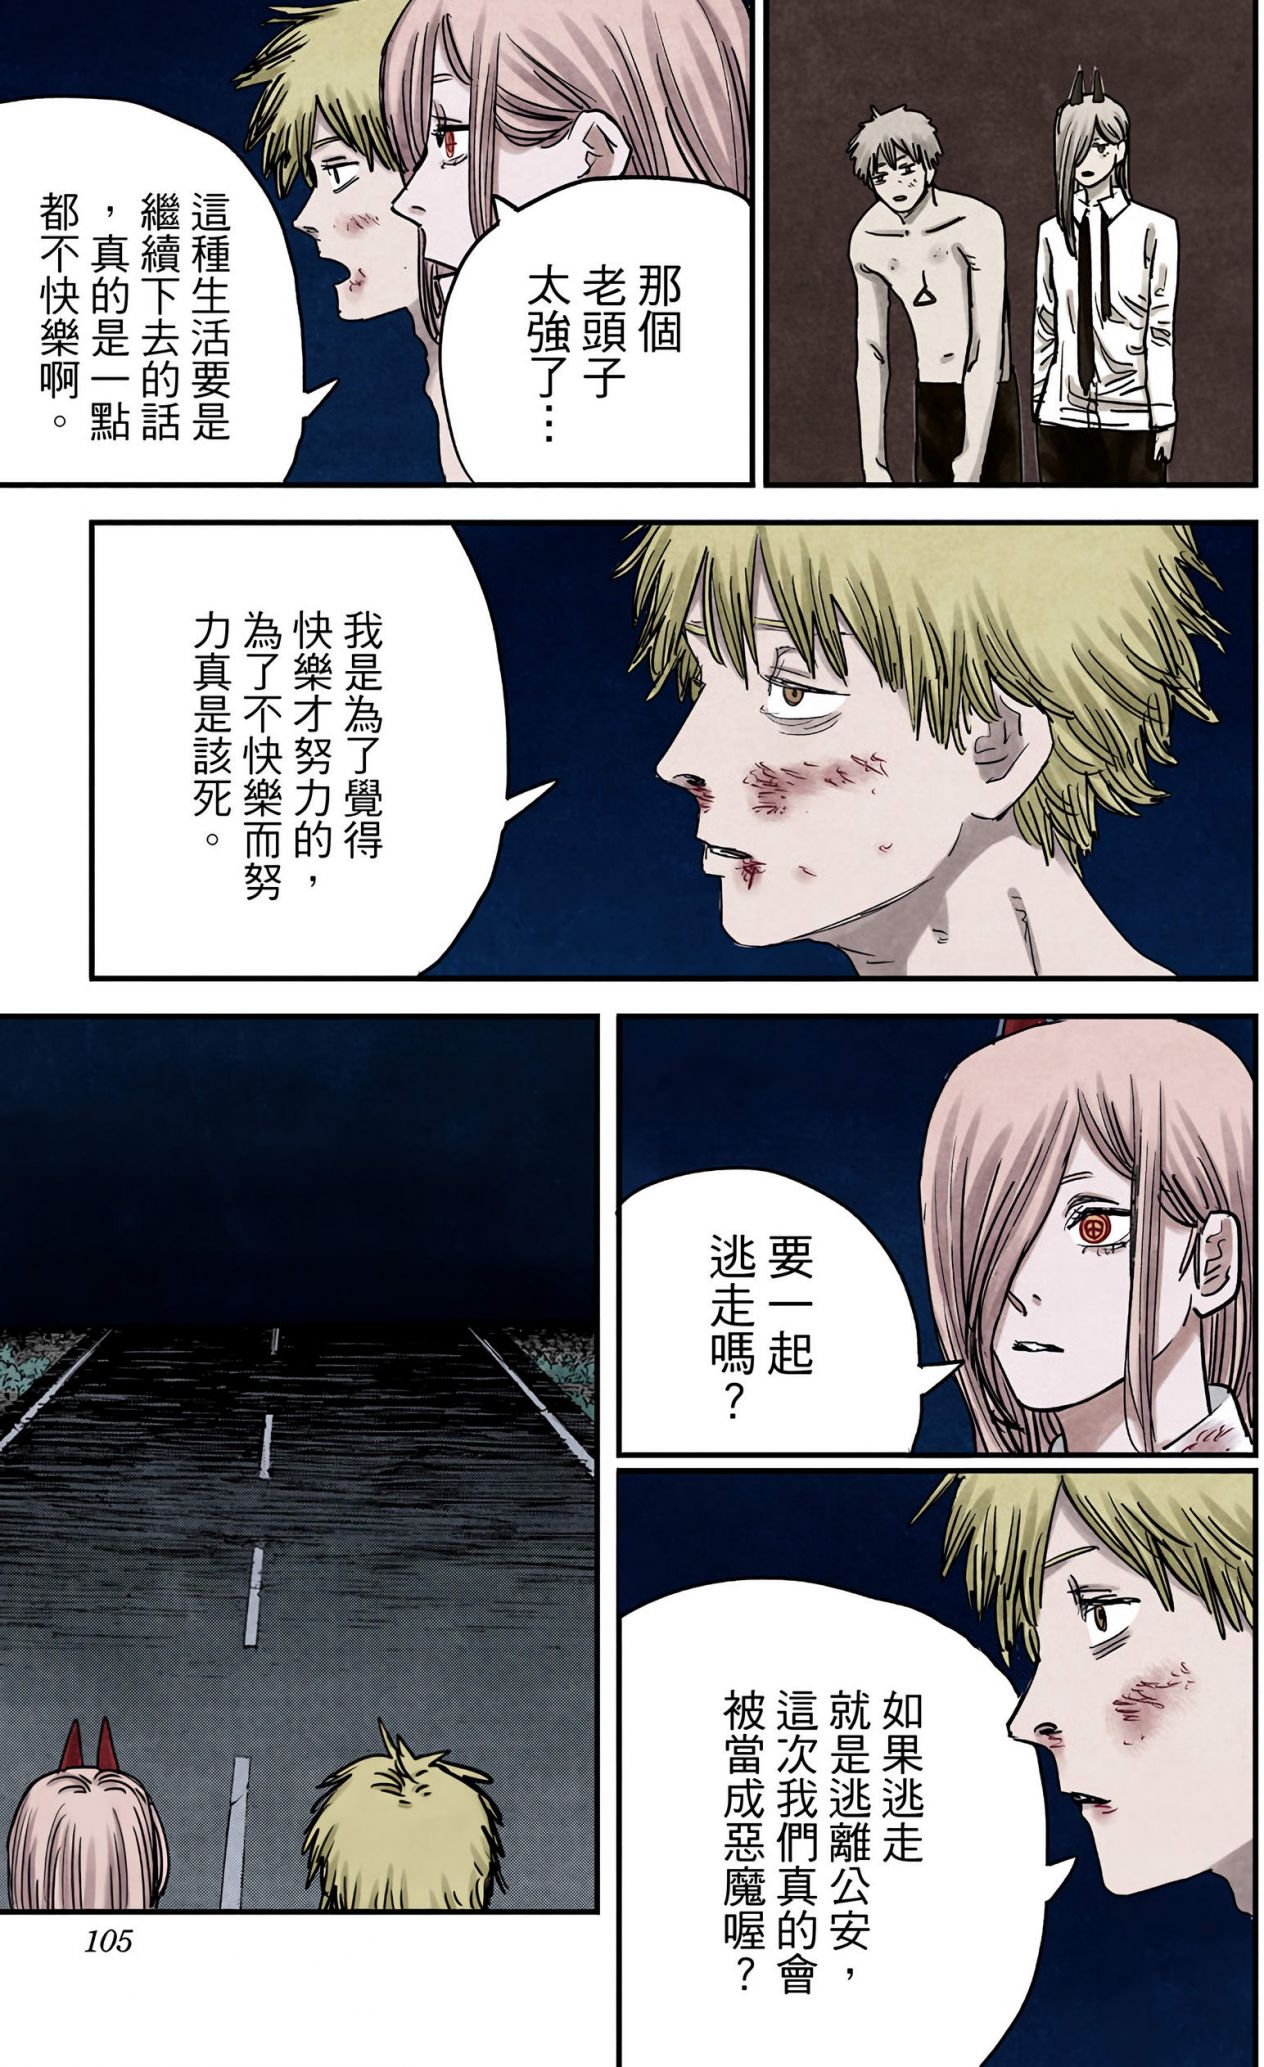 那個
老頭子
太強了…
這種生活要是
繼續下去的話
，真的是一點
都不快樂啊。
我是為了覺得
快樂才努力的，
為了不快樂而努
力真是該死。
要一起
逃走嗎？
如果逃走
就是逃離公安，
這次我們真的會
被當成惡魔喔？
105